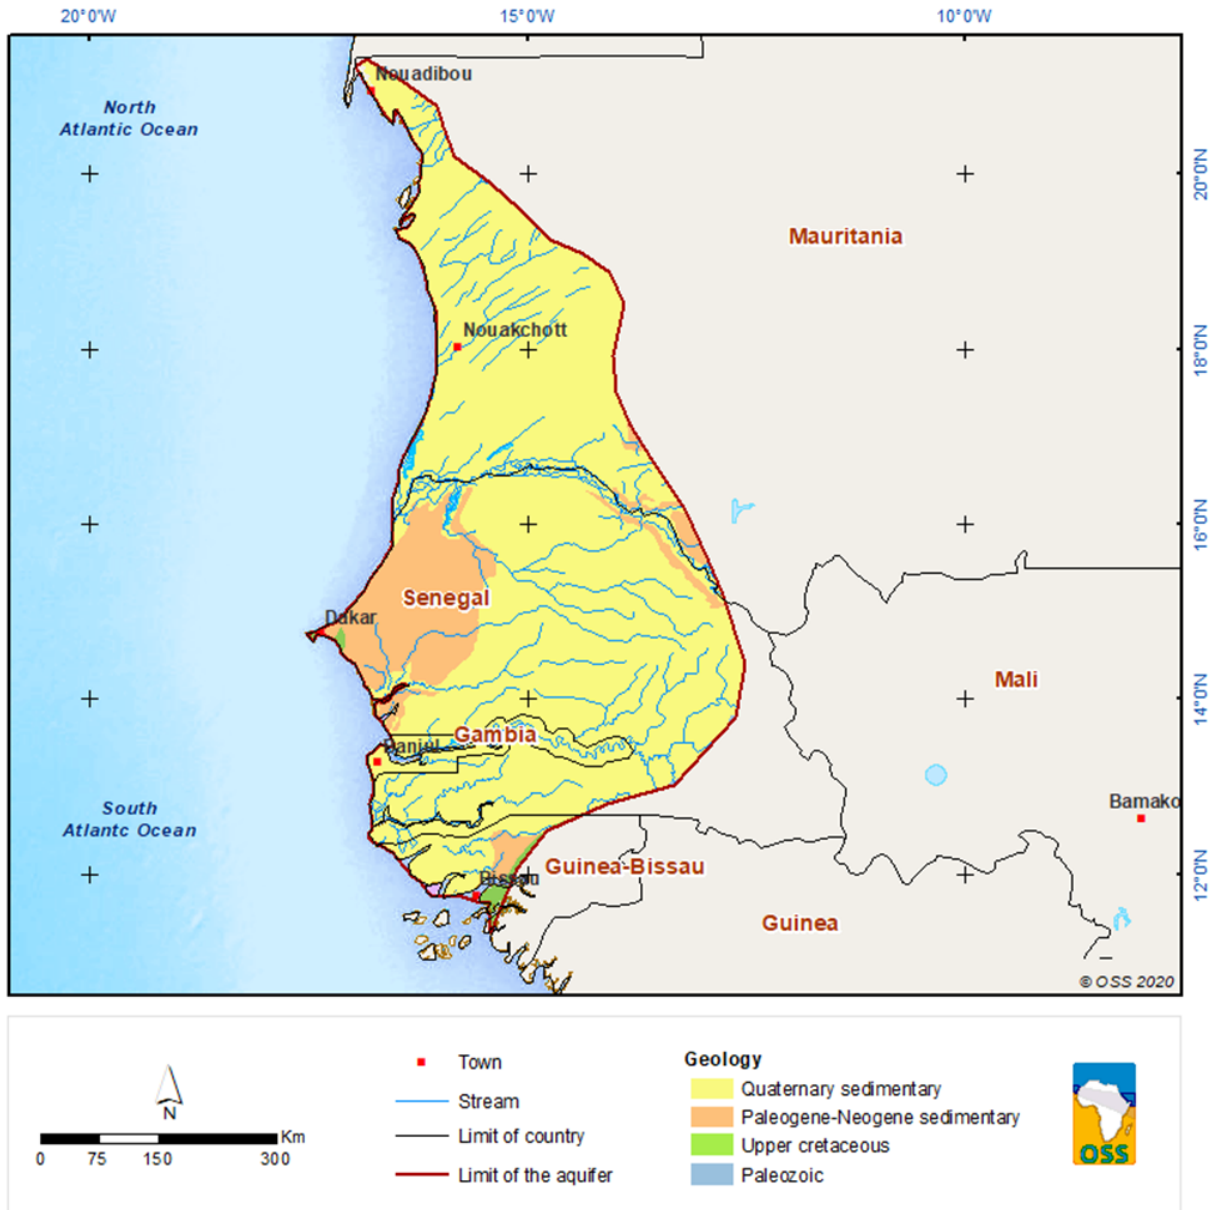 20°0'W
15°0'W
10°0'W
Nouadibou
North
Atlantic Ocean
20°0'N
Mauritania
Nouakchott
18°0'N
16°0'N
Senegal
Dakar
Mali
14°0'N
Gambia
Banjul
South
Atlantc Ocean
Bamako
Guinea-Bissau
12°0'N
Bissau
Guinea
© OSS 2020
N
Km
0 75 150 300
Town
Stream
Limit of country
Limit of the aquifer
Geology
Quaternary sedimentary
Paleogene-Neogene sedimentary
Upper cretaceous
Paleozoic
OSS